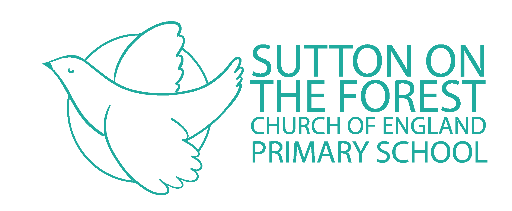 SUTTON ON
THE FOREST
CHURCH OF ENGLAND
PRIMARY SCHOOL